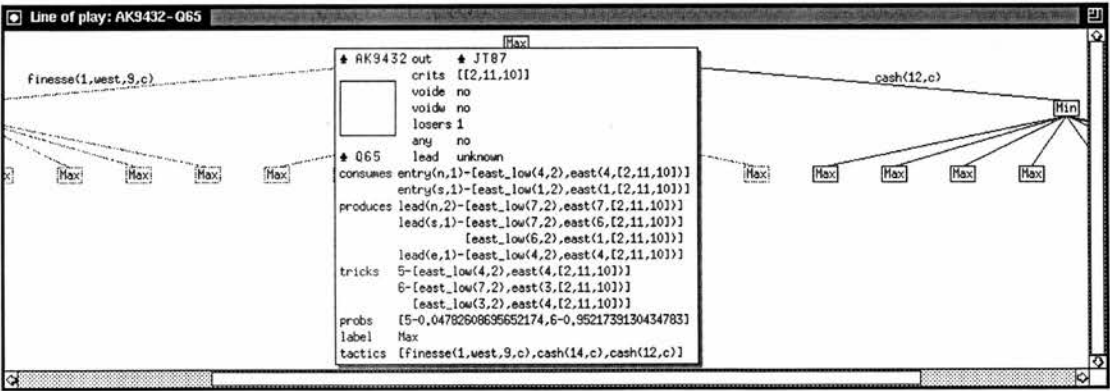 Line of play: AK9432-Q65
Max
♠ AK9432 out ♠ JT87
crits [[2,11,10]]
finesse(1,west,9,c)
cash(12,c)
voide no
voidw no
Min
losers 1
any no
♠ Q65 lead unknown
Max Max Max Max Max Max Max Max Max
consumes entry(n,1)-[east_low(4,2),east(4,[2,11,10])]
entry(s,1)-[east_low(1,2),east(1,[2,11,10])]
produces lead(n,2)-[east_low(7,2),east(7,[2,11,10])]
lead(s,1)-[east_low(7,2),east(6,[2,11,10])]
[east_low(6,2),east(1,[2,11,10])]
lead(e,1)-[east_low(4,2),east(4,[2,11,10])]
tricks 5-[east_low(4,2),east(4,[2,11,10])]
6-[east_low(7,2),east(3,[2,11,10])]
[east_low(3,2),east(4,[2,11,10])]
probs [5-0.04782608695652174,6-0.9521739130434783]
label Max
tactics [finesse(1,west,9,c),cash(14,c),cash(12,c)]